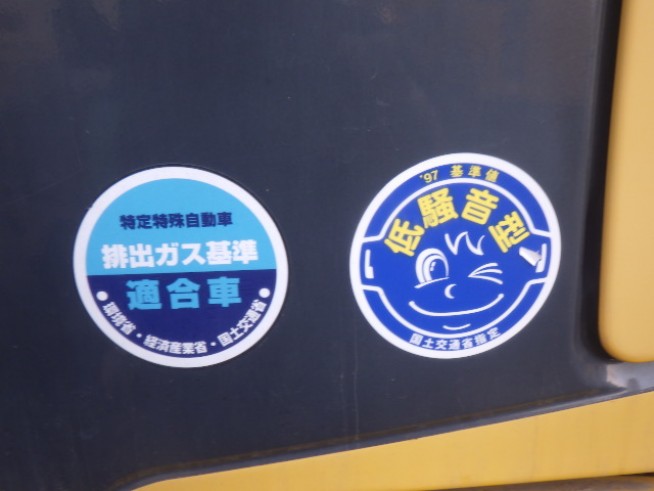 特定特殊自動車
排出ガス基準
適合車
●環境省・経済産業省・国土交通省●
'97 基準値
低騒音型
国土交通省指定